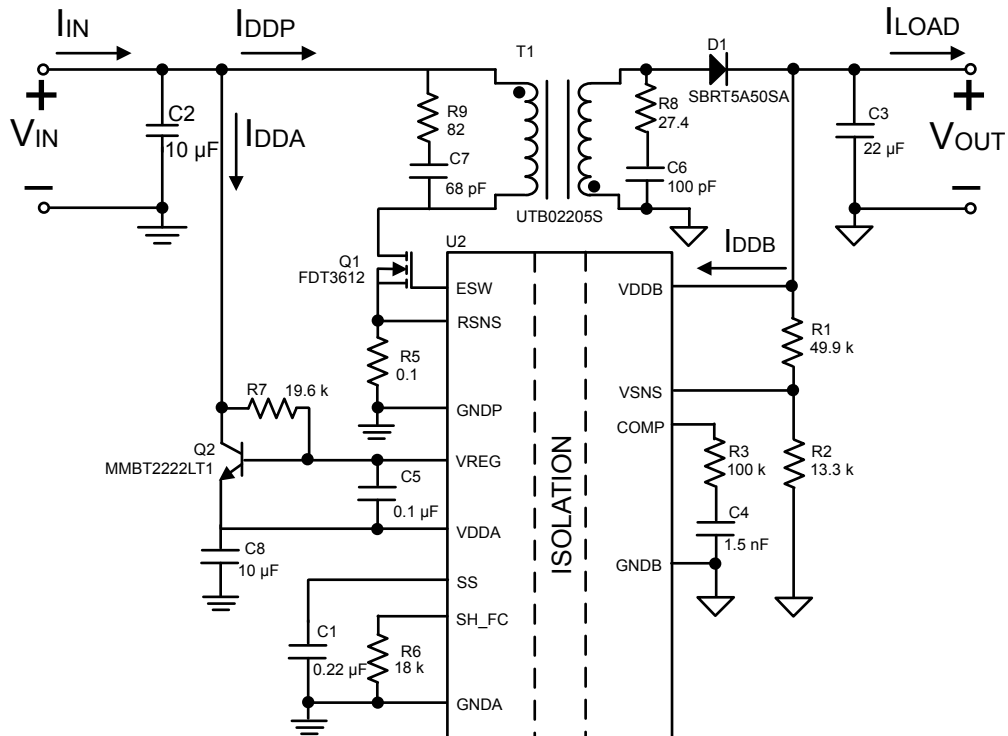 IIN
IDDP
ILOAD
T1
D1
SBRT5A50SA
+
VIN
–
C2
10 µF
IDDA
R9
82
C7
68 pF
R8
27.4
C6
100 pF
C3
22 µF
+
VOUT
–
UTB02205S
U2
IDDB
Q1
FDT3612
ESW
VDDB
RSNS
R1
49.9 k
R5
0.1
R7
19.6 k
VSNS
GNDP
COMP
Q2
MMBT2222LT1
VREG
R3
100 k
R2
13.3 k
C5
0.1 µF
ISOLATION
C4
1.5 nF
VDDA
C8
10 µF
GNDB
SS
SH_FC
C1
0.22 µF
R6
18 k
GNDA